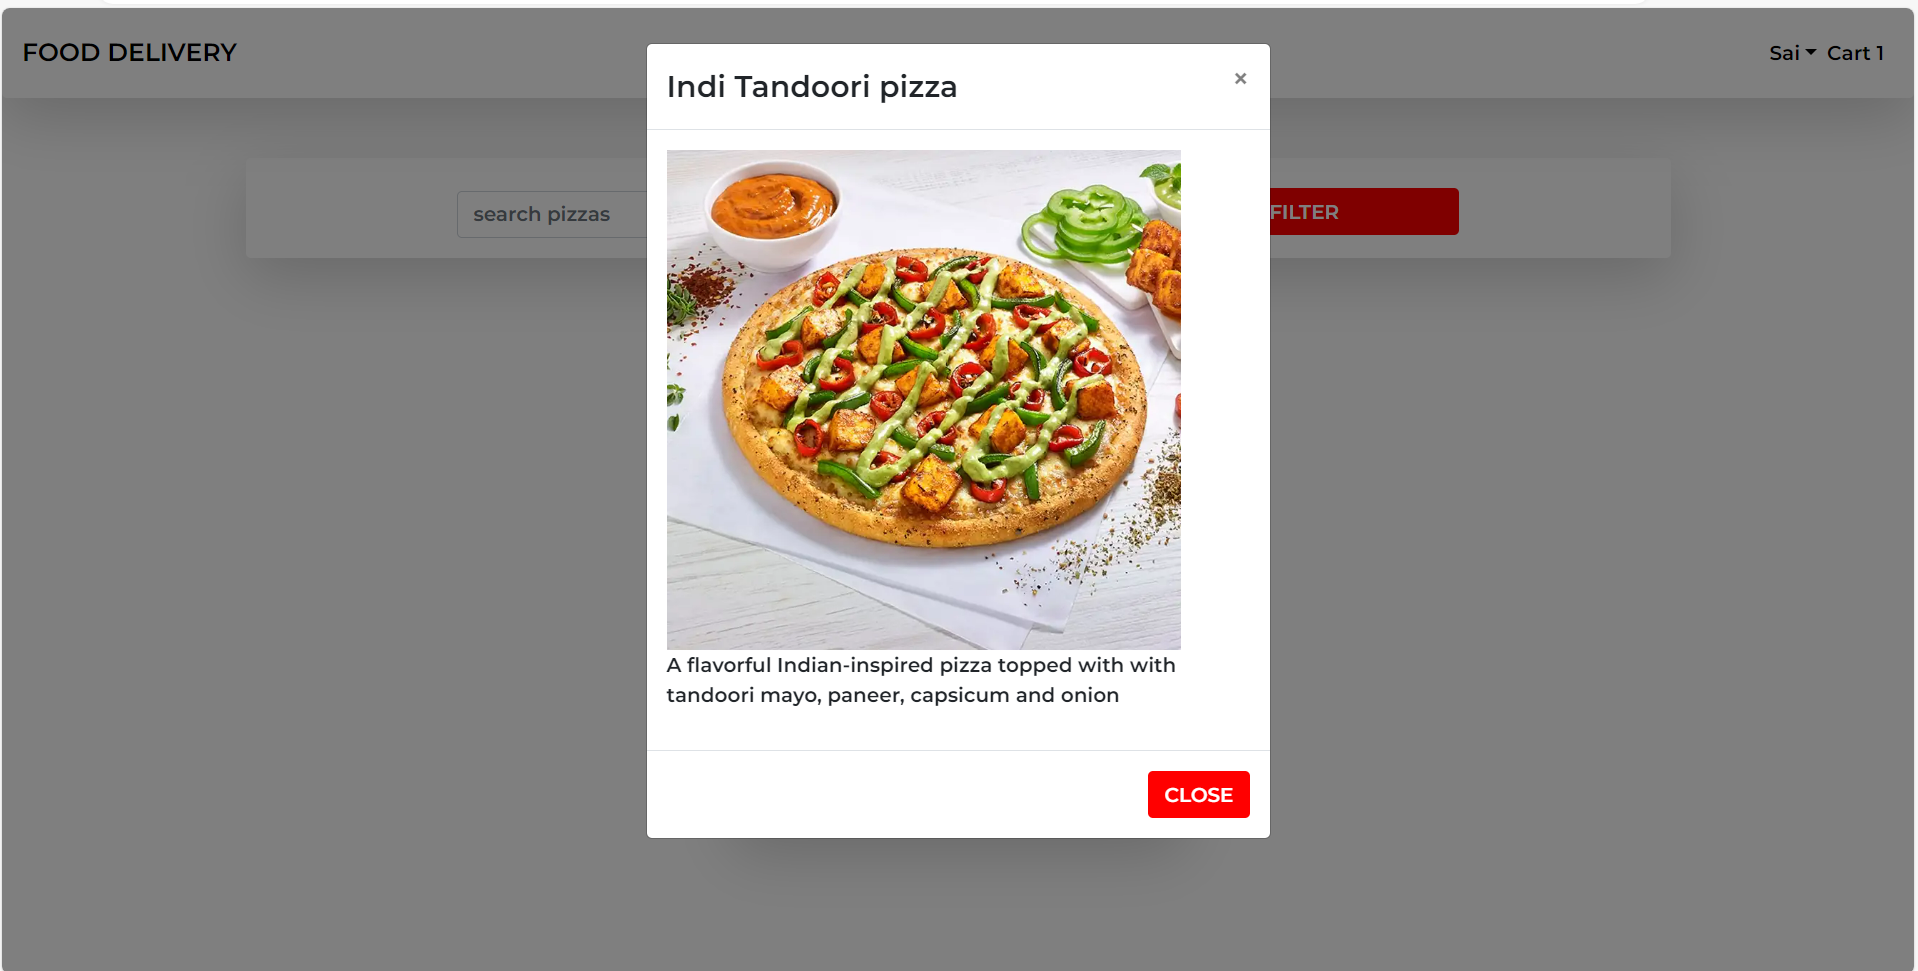 FOOD DELIVERY
Sai Cart 1
Indi Tandoori pizza
×
search pizzas
FILTER
A flavorful Indian-inspired pizza topped with with
tandoori mayo, paneer, capsicum and onion
CLOSE